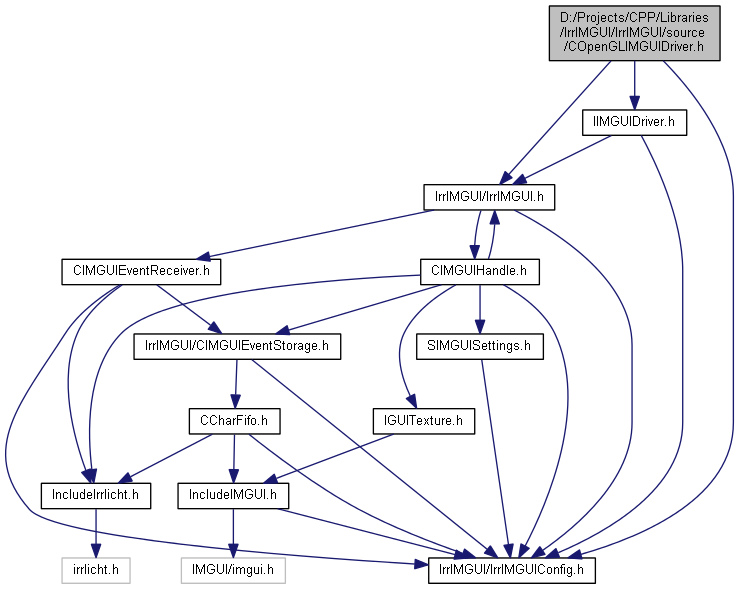 D:/Projects/CPP/Libraries
/IrrIMGUI/IrrIMGUI/source
/COpenGLIMGUIDriver.h
IIMGUIDriver.h
IrrIMGUI/IrrIMGUI.h
CIMGUIEventReceiver.h
CIMGUIHandle.h
IrrIMGUI/CIMGUIEventStorage.h
SIMGUISettings.h
CCharFifo.h
IGUITexture.h
IncludeIrrlicht.h
IncludeIMGUI.h
irrlicht.h
IMGUI/imgui.h
IrrIMGUI/IrrIMGUIConfig.h